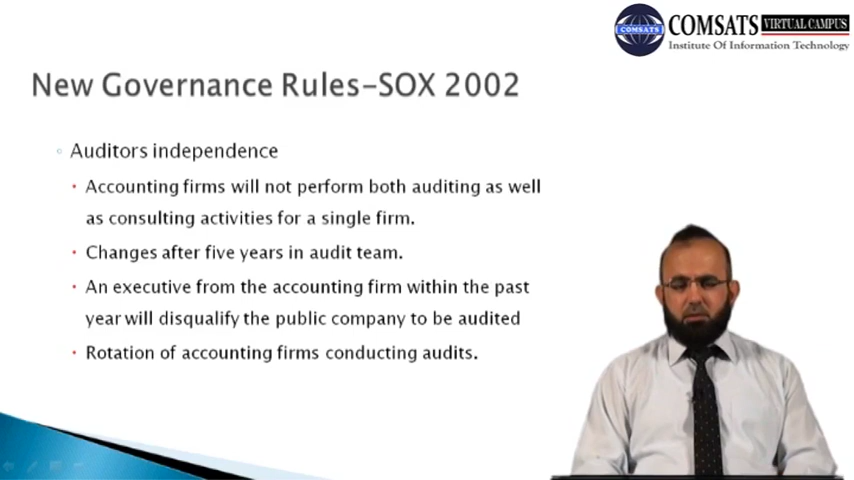 COMSATS
COMSATS VIRTUAL CAMPUS
Institute Of Information Technology
New Governance Rules-SOX 2002
Auditors independence
Accounting firms will not perform both auditing as well
as consulting activities for a single firm.
Changes after five years in audit team.
An executive from the accounting firm within the past
year will disqualify the public company to be audited
Rotation of accounting firms conducting audits.